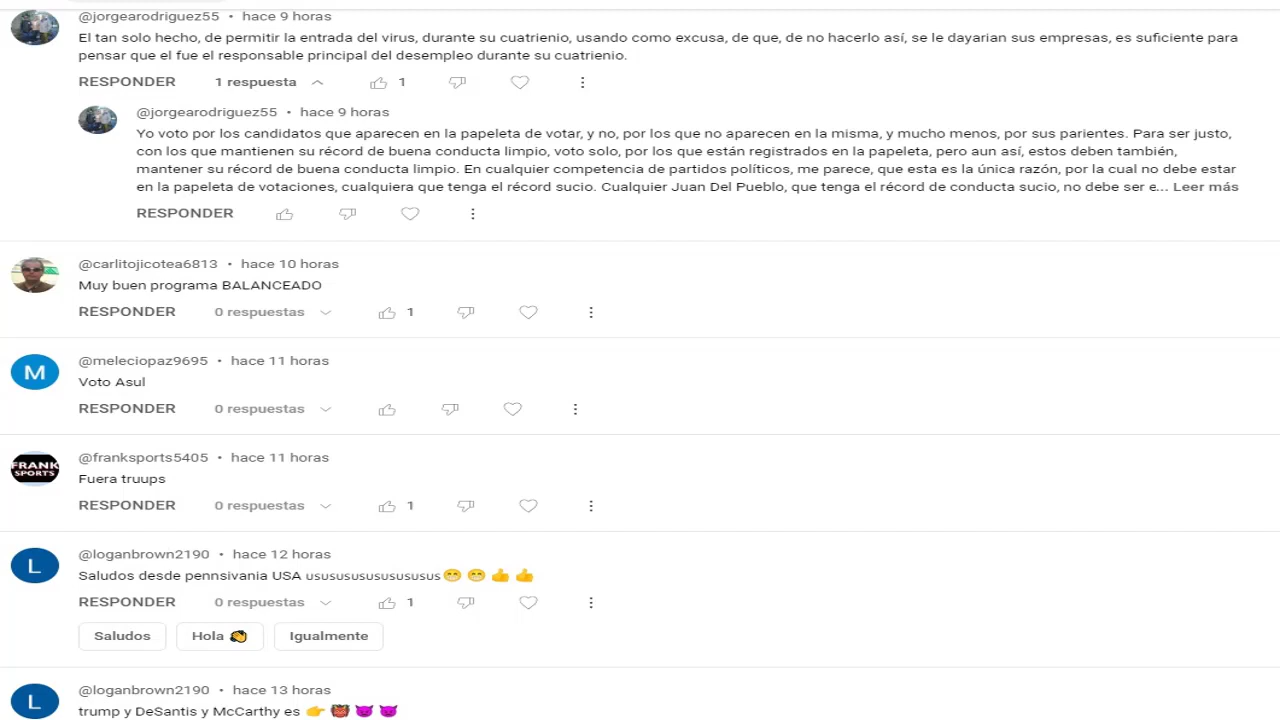 @jorgearodriguez55 • hace 9 horas
El tan solo hecho, de permitir la entrada del virus, durante su cuatrienio, usando como excusa, de que, de no hacerlo así, se le dayarian sus empresas, es suficiente para
pensar que el fue el responsable principal del desempleo durante su cuatrienio.
RESPONDER 1 respuesta 1
@jorgearodriguez55 • hace 9 horas
Yo voto por los candidatos que aparecen en la papeleta de votar, y no, por los que no aparecen en la misma, y mucho menos, por sus parientes. Para ser justo,
con los que mantienen su récord de buena conducta limpio, voto solo, por los que están registrados en la papeleta, pero aun así, estos deben también,
mantener su récord de buena conducta limpio. En cualquier competencia de partidos políticos, me parece, que esta es la única razón, por la cual no debe estar
en la papeleta de votaciones, cualquiera que tenga el récord sucio. Cualquier Juan Del Pueblo, que tenga el récord de conducta sucio, no debe ser e... Leer más
RESPONDER
@carlitojicotea6813 • hace 10 horas
Muy buen programa BALANCEADO
RESPONDER 0 respuestas 1
M
@meleciopaz9695 • hace 11 horas
Voto Asul
RESPONDER 0 respuestas
FRANK
SPORTS
@franksports5405 • hace 11 horas
Fuera truups
RESPONDER 0 respuestas 1
L
@loganbrown2190 • hace 12 horas
Saludos desde pennsivania USA ususususususususus😁 😁 👍 👍
RESPONDER 0 respuestas 1
Saludos Hola 👏 Igualmente
L
@loganbrown2190 • hace 13 horas
trump y DeSantis y McCarthy es 👉 👹 😈 😈